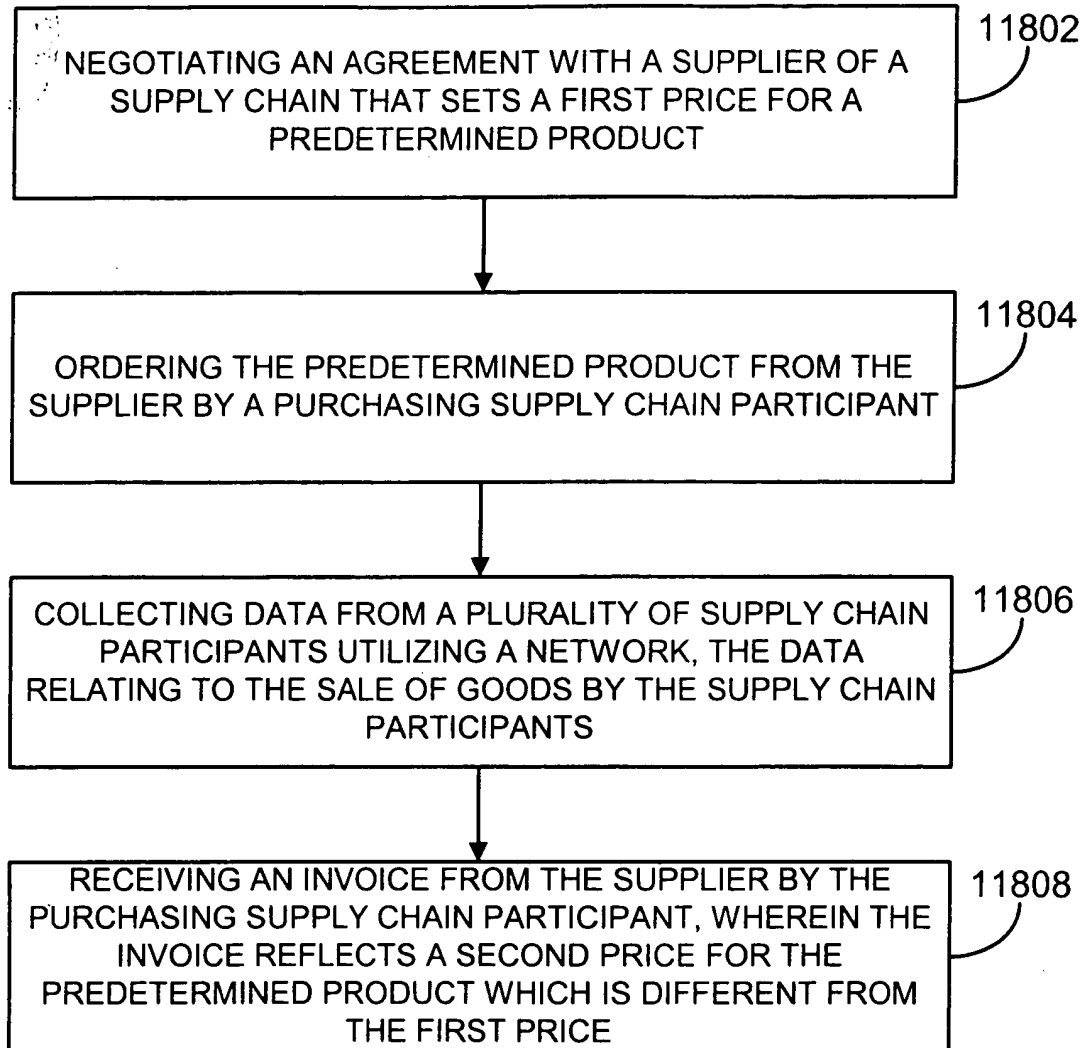 11802
NEGOTIATING AN AGREEMENT WITH A SUPPLIER OF A
SUPPLY CHAIN THAT SETS A FIRST PRICE FOR A
PREDETERMINED PRODUCT
11804
ORDERING THE PREDETERMINED PRODUCT FROM THE
SUPPLIER BY A PURCHASING SUPPLY CHAIN PARTICIPANT
11806
COLLECTING DATA FROM A PLURALITY OF SUPPLY CHAIN
PARTICIPANTS UTILIZING A NETWORK, THE DATA
RELATING TO THE SALE OF GOODS BY THE SUPPLY CHAIN
PARTICIPANTS
11808
RECEIVING AN INVOICE FROM THE SUPPLIER BY THE
PURCHASING SUPPLY CHAIN PARTICIPANT, WHEREIN THE
INVOICE REFLECTS A SECOND PRICE FOR THE
PREDETERMINED PRODUCT WHICH IS DIFFERENT FROM
THE FIRST PRICE